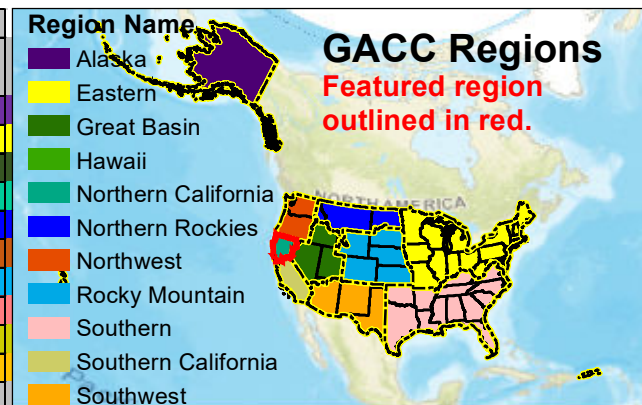 Region Name
Alaska
Eastern
Great Basin
Hawaii
Northern California
Northern Rockies
Northwest
Rocky Mountain
Southern
Southern California
Southwest
GACC Regions
Featured region
outlined in red.
NORTH AMERICA